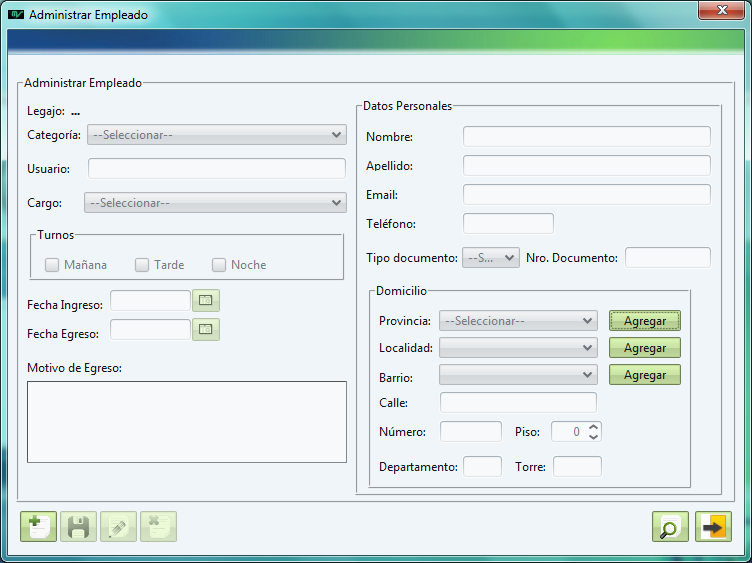 Administrar Empleado
Administrar Empleado
Legajo: ...
Categoría: --Seleccionar--
Usuario:
Cargo: --Seleccionar--
Turnos
Mañana Tarde Noche
Fecha Ingreso:
Fecha Egreso:
Motivo de Egreso:
Datos Personales
Nombre:
Apellido:
Email:
Teléfono:
Tipo documento: --S... Nro. Documento:
Domicilio
Provincia: --Seleccionar-- Agregar
Localidad: Agregar
Barrio: Agregar
Calle:
Número: Piso: 0
Departamento: Torre: